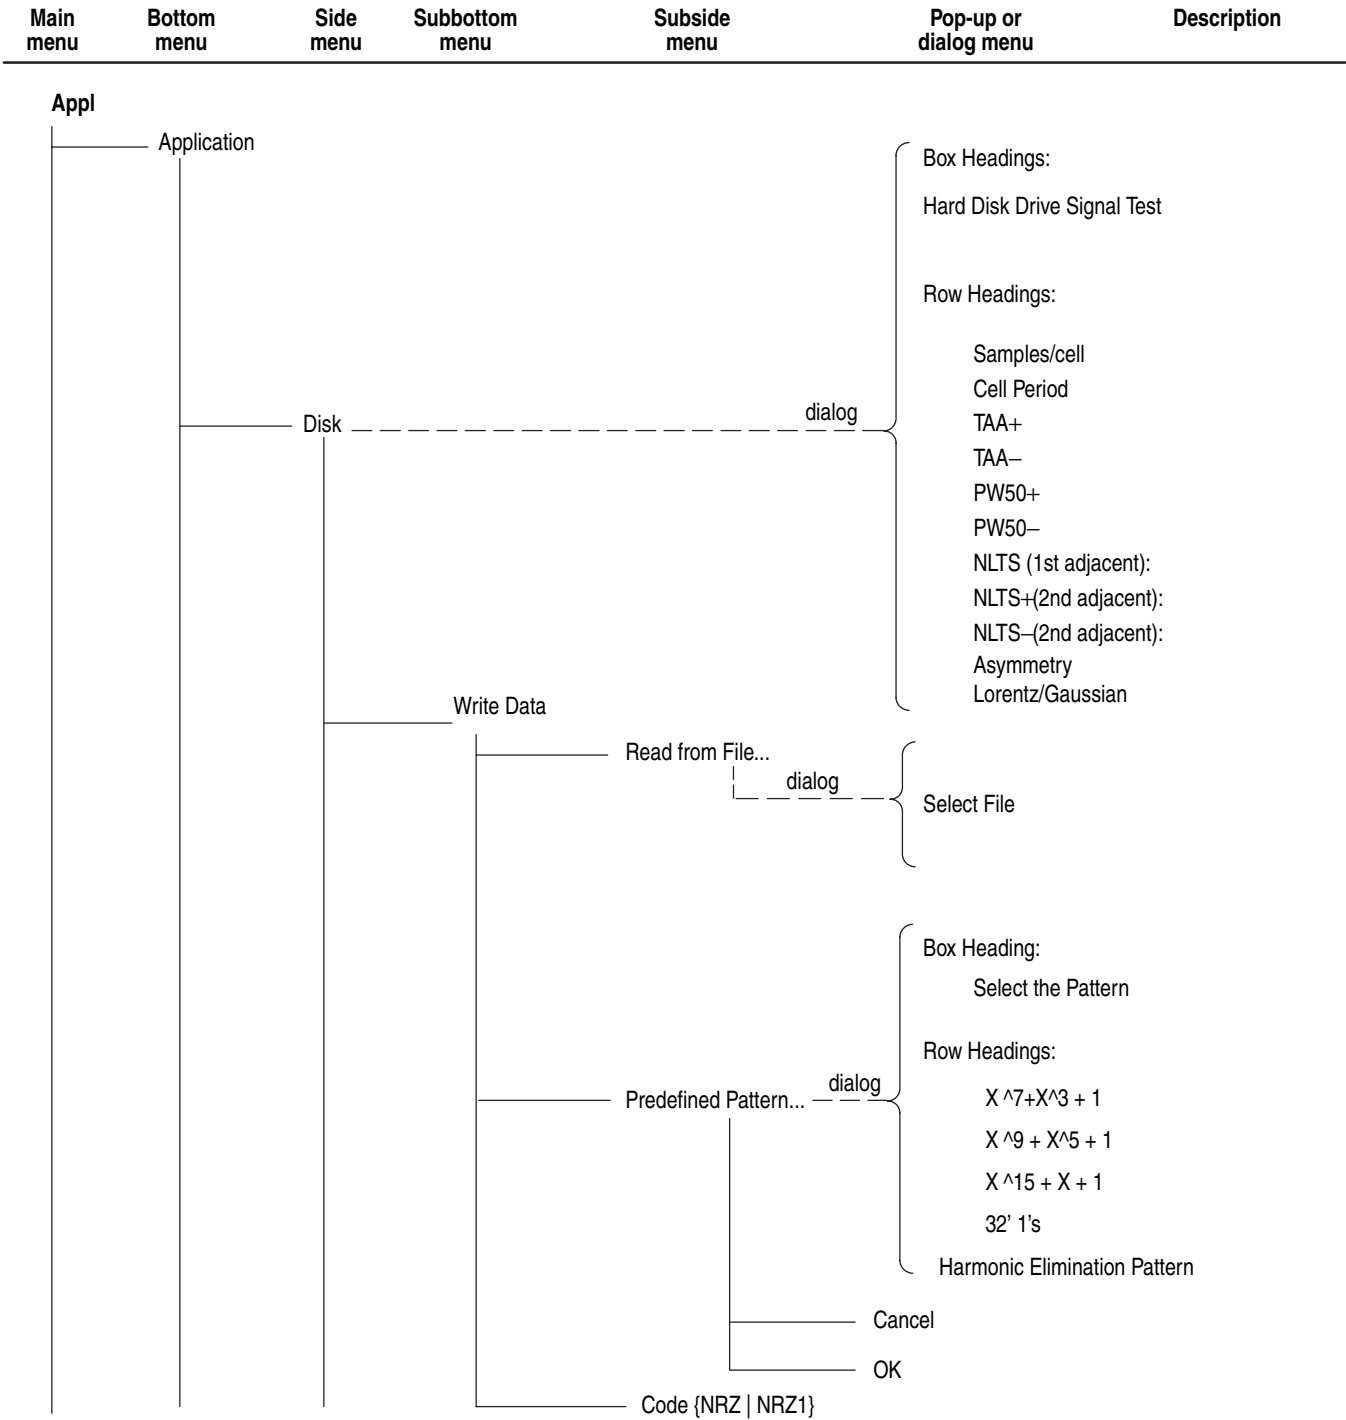 Main menu
Bottom menu
Side menu
Subbottom menu
Subside menu
Pop-up or dialog menu
Description
Appl
Application
Box Headings:
Hard Disk Drive Signal Test
Row Headings:
Samples/cell
Cell Period
Disk
dialog
TAA+
TAA–
PW50+
PW50–
NLTS (1st adjacent):
NLTS+(2nd adjacent):
NLTS–(2nd adjacent):
Asymmetry
Lorentz/Gaussian
Write Data
Read from File...
dialog
Select File
Box Heading:
Select the Pattern
Row Headings:
Predefined Pattern...
dialog
X ^7+X^3 + 1
X ^9 + X^5 + 1
X ^15 + X + 1
32’ 1’s
Harmonic Elimination Pattern
Cancel
OK
Code {NRZ | NRZ1}